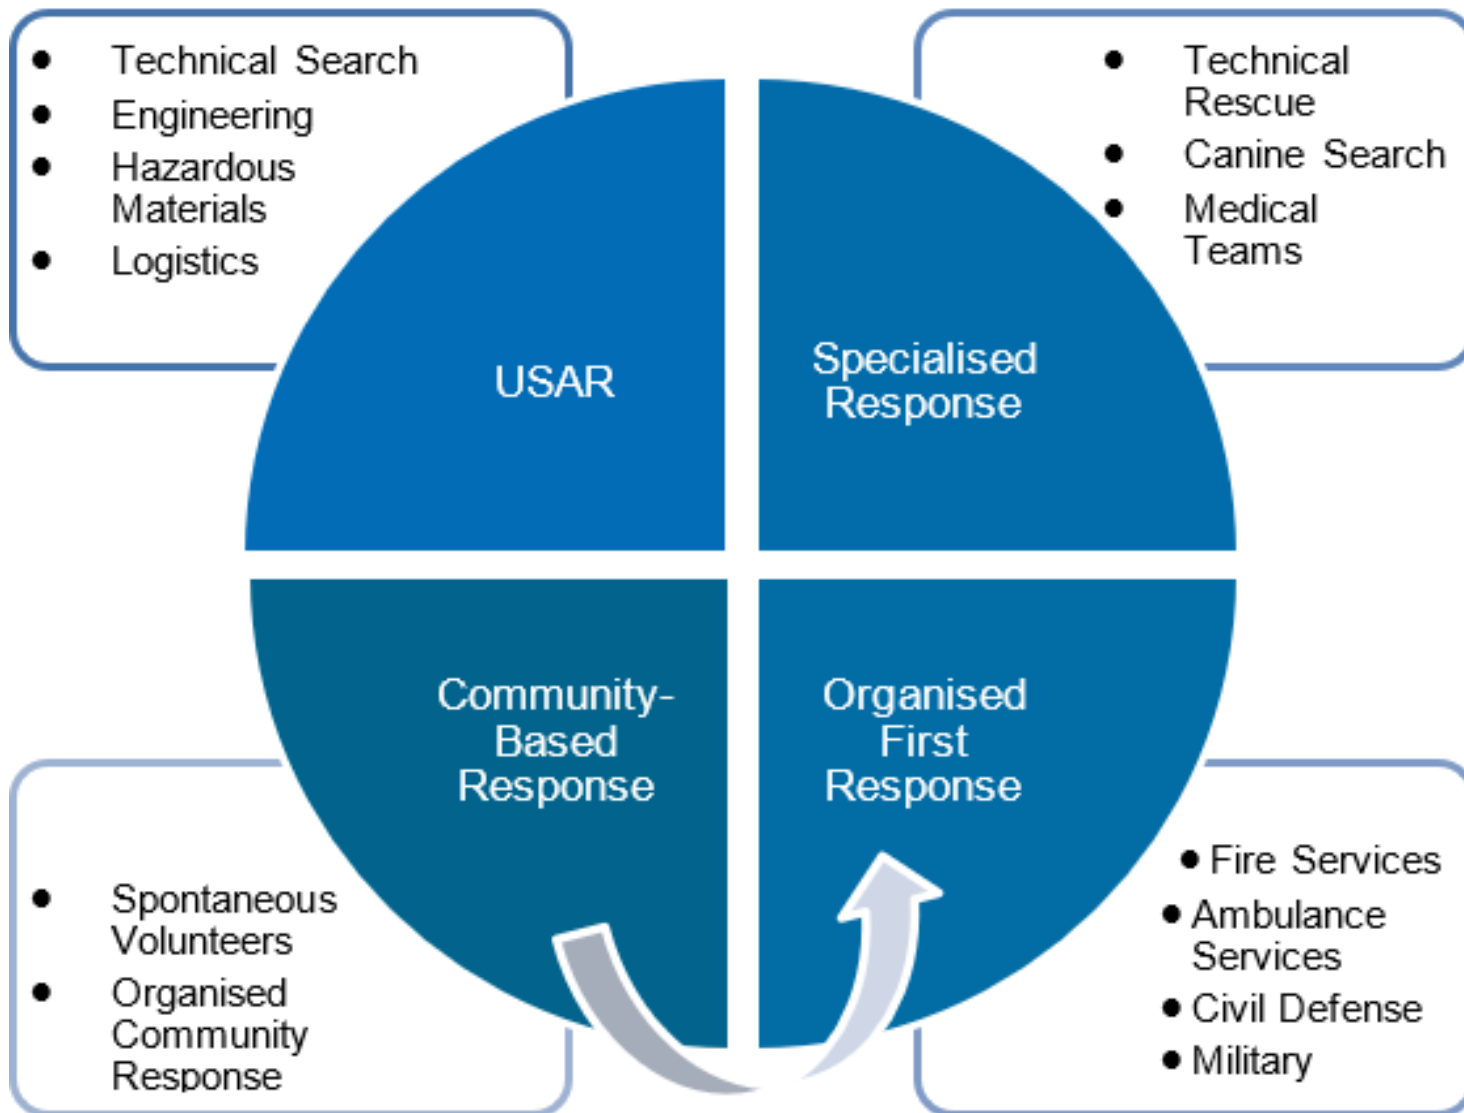 Technical Search
Engineering
Hazardous
Materials
Logistics
Technical
Rescue
Canine Search
Medical
Teams
USAR
Specialised
Response
Community-
Based
Response
Organised
First
Response
Spontaneous
Volunteers
Organised
Community
Response
Fire Services
Ambulance
Services
Civil Defense
Military